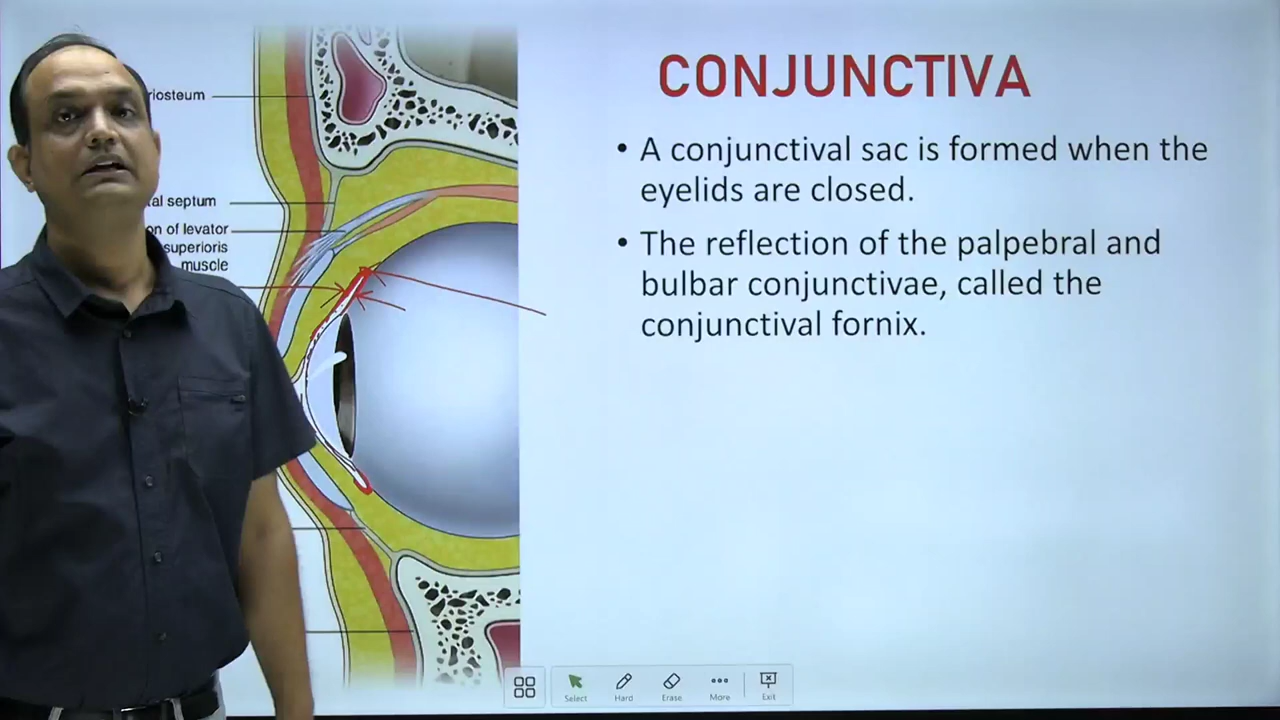 CONJUNCTIVA
• A conjunctival sac is formed when the
eyelids are closed.
• The reflection of the palpebral and
bulbar conjunctivae, called the
conjunctival fornix.
riosteum
tal septum
on of levator
superioris
muscle
Select
Hard
Erase
More
Exit